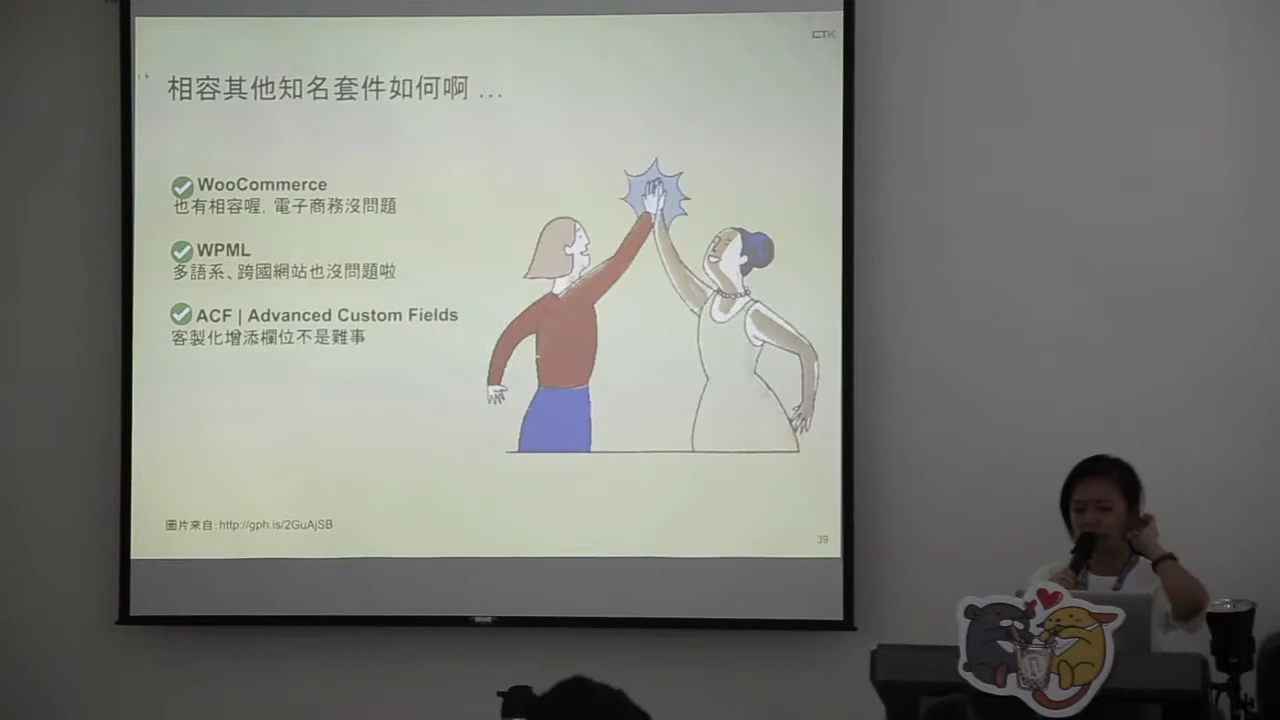 CTK
相容其他知名套件如何啊 ...
WooCommerce
也有相容喔, 電子商務沒問題
WPML
多語系、跨國網站也沒問題啦
ACF | Advanced Custom Fields
客製化增添欄位不是難事
圖片來自: http://gph.is/2GuAjSB
39